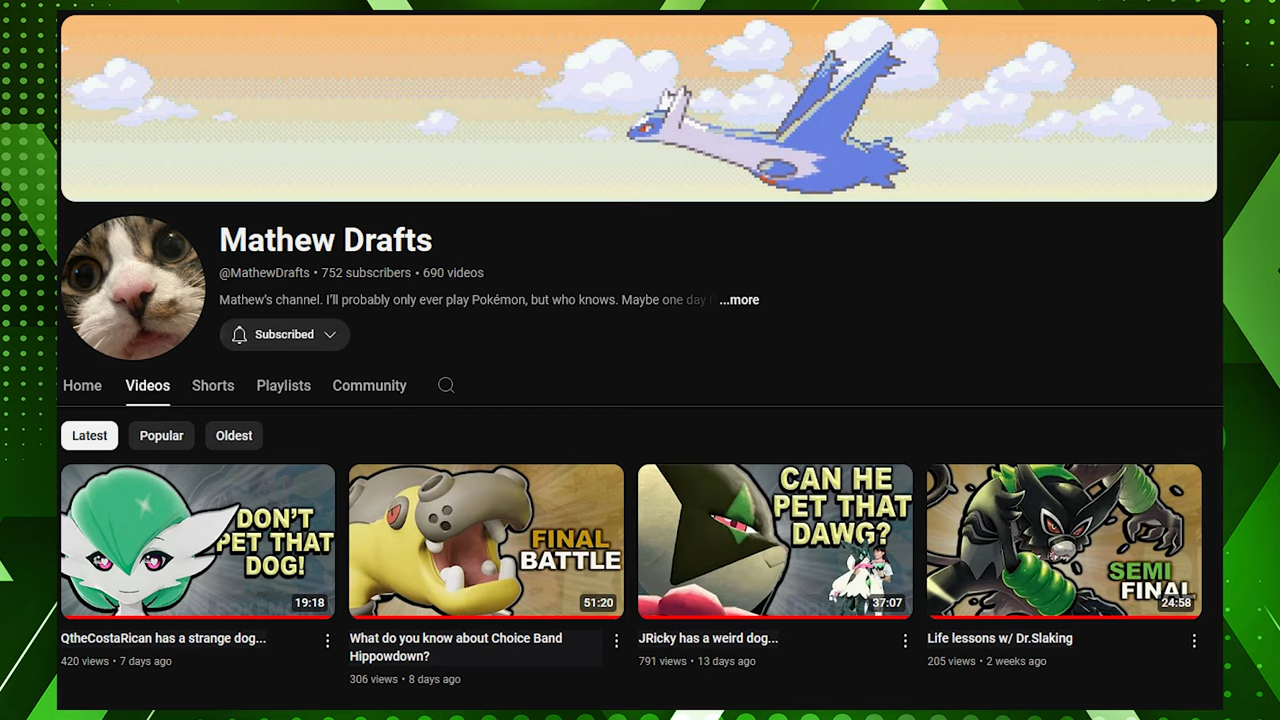 Mathew Drafts
@MathewDrafts • 752 subscribers • 690 videos
Mathew's channel. I'll probably only ever play Pokémon, but who knows. Maybe one day ...more
Subscribed
Home Videos Shorts Playlists Community
Latest Popular Oldest
DON'T
PET THAT
DOG!
19:18
FINAL
BATTLE
51:20
CAN HE
PET THAT
DAWG?
37:07
SEMI
FINAL
24:58
QtheCostaRican has a strange dog...
420 views • 7 days ago
What do you know about Choice Band
Hippowdown?
306 views • 8 days ago
JRicky has a weird dog...
791 views • 13 days ago
Life lessons w/ Dr.Slaking
205 views • 2 weeks ago